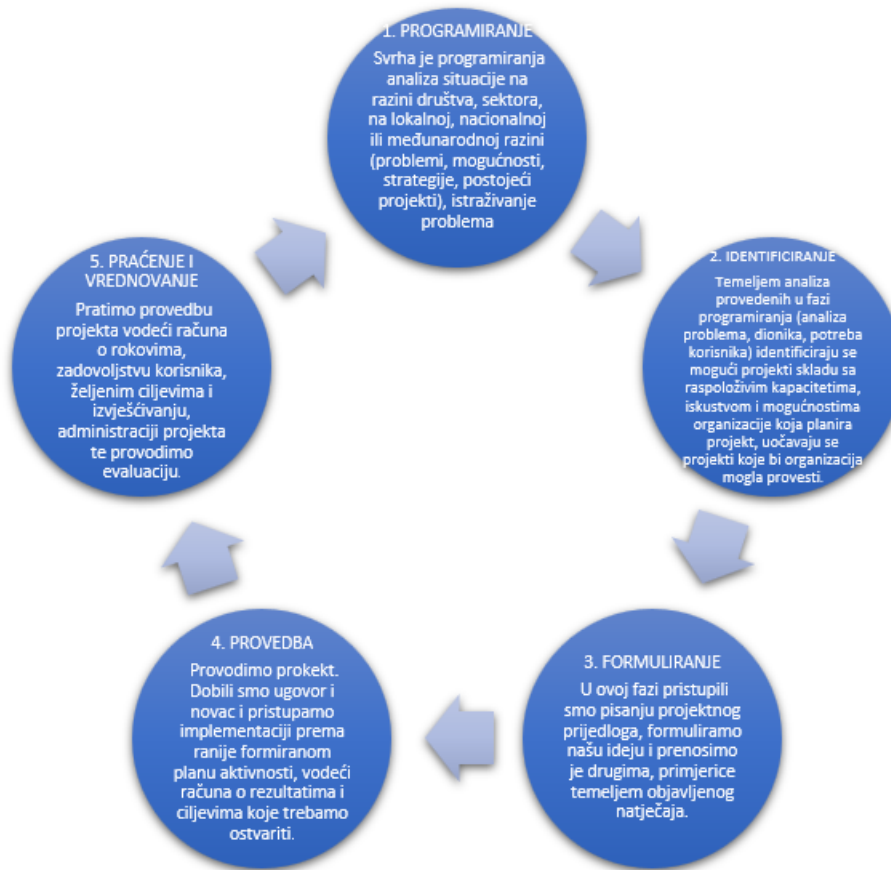 1. PROGRAMIRANJE
Svrha je programiranja
analiza situacije na
razini društva, sektora,
na lokalnoj, nacionalnoj
ili međunarodnoj razini
(problemi, mogućnosti,
strategije, postojeći
projekti), istraživanje
problema
2. IDENTIFICIRANJE
Temeljem analiza
provedenih u fazi
programiranja (analiza
problema, dionika, potreba
korisnika) identificiraju se
mogući projekti skladu sa
raspoloživim kapacitetima,
iskustvom i mogućnostima
organizacije koja planira
projekt, uočavaju se
projekti koje bi organizacija
mogla provesti.
3. FORMULIRANJE
U ovoj fazi pristupili
smo pisanju projektnog
prijedloga, formuliramo
našu ideju i prenosimo
je drugima, primjerice
temeljem objavljenog
natječaja.
4. PROVEDBA
Provodimo prokekt.
Dobili smo ugovor i
novac i pristupamo
implementaciji prema
ranije formiranom
planu aktivnosti, vodeći
računa o rezultatima i
ciljevima koje trebamo
ostvariti.
5. PRAĆENJE I
VREDNOVANJE
Pratimo provedbu
projekta vodeći računa
o rokovima,
zadovoljstvu korisnika,
željenim ciljevima i
izvješćivanju,
administraciji projekta
te provodimo
evaluaciju.